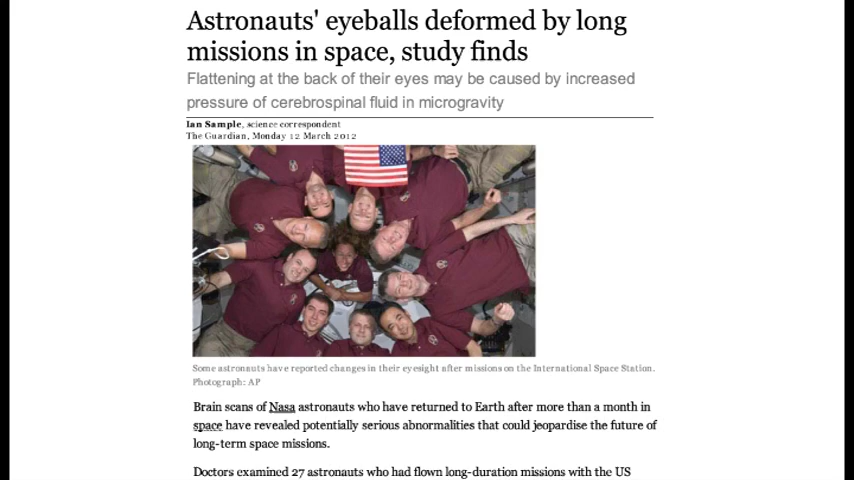 Astronauts' eyeballs deformed by long
missions in space, study finds
Flattening at the back of their eyes may be caused by increased
pressure of cerebrospinal fluid in microgravity
Ian Sample, science correspondent
The Guardian, Monday 12 March 2012
Some astronauts have reported changes in their eyesight after missions on the International Space Station.
Photograph: AP
Brain scans of Nasa astronauts who have returned to Earth after more than a month in
space have revealed potentially serious abnormalities that could jeopardise the future of
long-term space missions.
Doctors examined 27 astronauts who had flown long-duration missions with the US